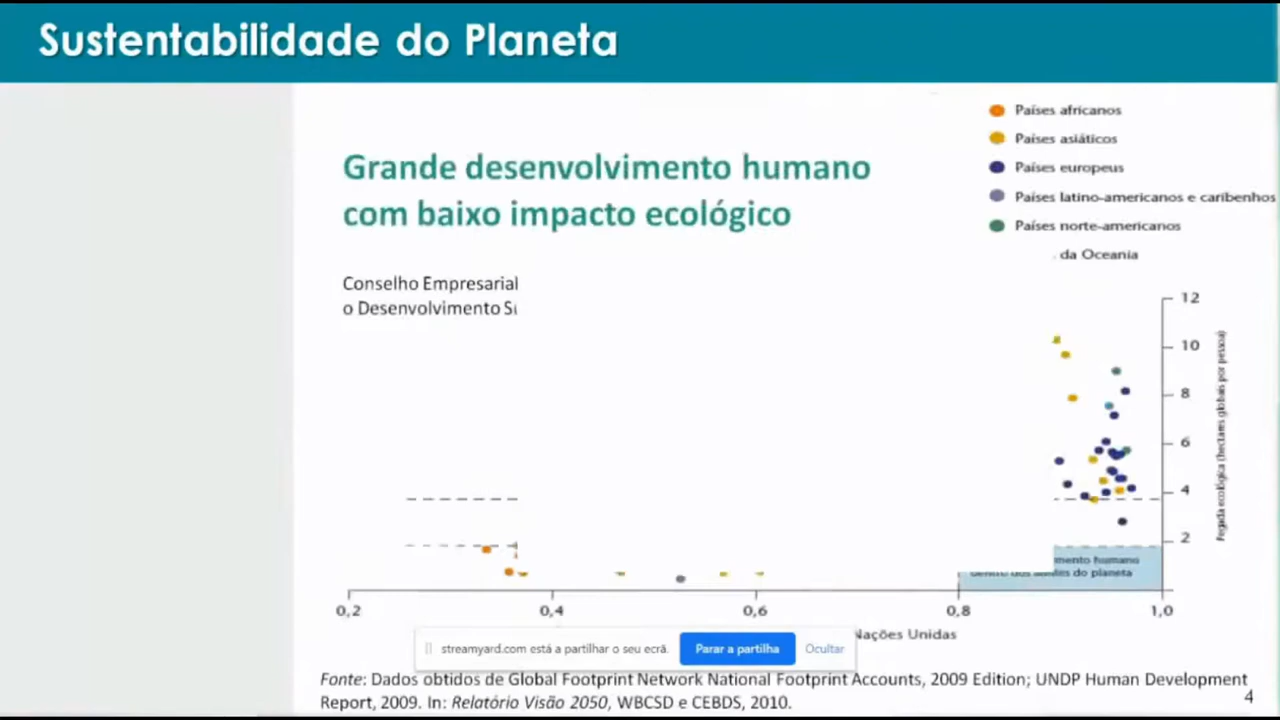 Sustentabilidade do Planeta
Grande desenvolvimento humano
com baixo impacto ecológico
Conselho Empresarial
o Desenvolvimento
Países africanos
Países asiáticos
Países europeus
Países latino-americanos e caribenhos
Países norte-americanos
da Oceania
12
10
8
6
4
2
Pegada ecológica (hectares globais por pessoa)
mento humano
do planeta
0,2 0,4 0,6 0,8 1,0
Nações Unidas
streamyard.com está a partilhar o seu ecrã. Parar a partilha Ocultar
Fonte: Dados obtidos de Global Footprint Network National Footprint Accounts, 2009 Edition; UNDP Human Development
Report, 2009. In: Relatório Visão 2050, WBCSD e CEBDS, 2010.
4